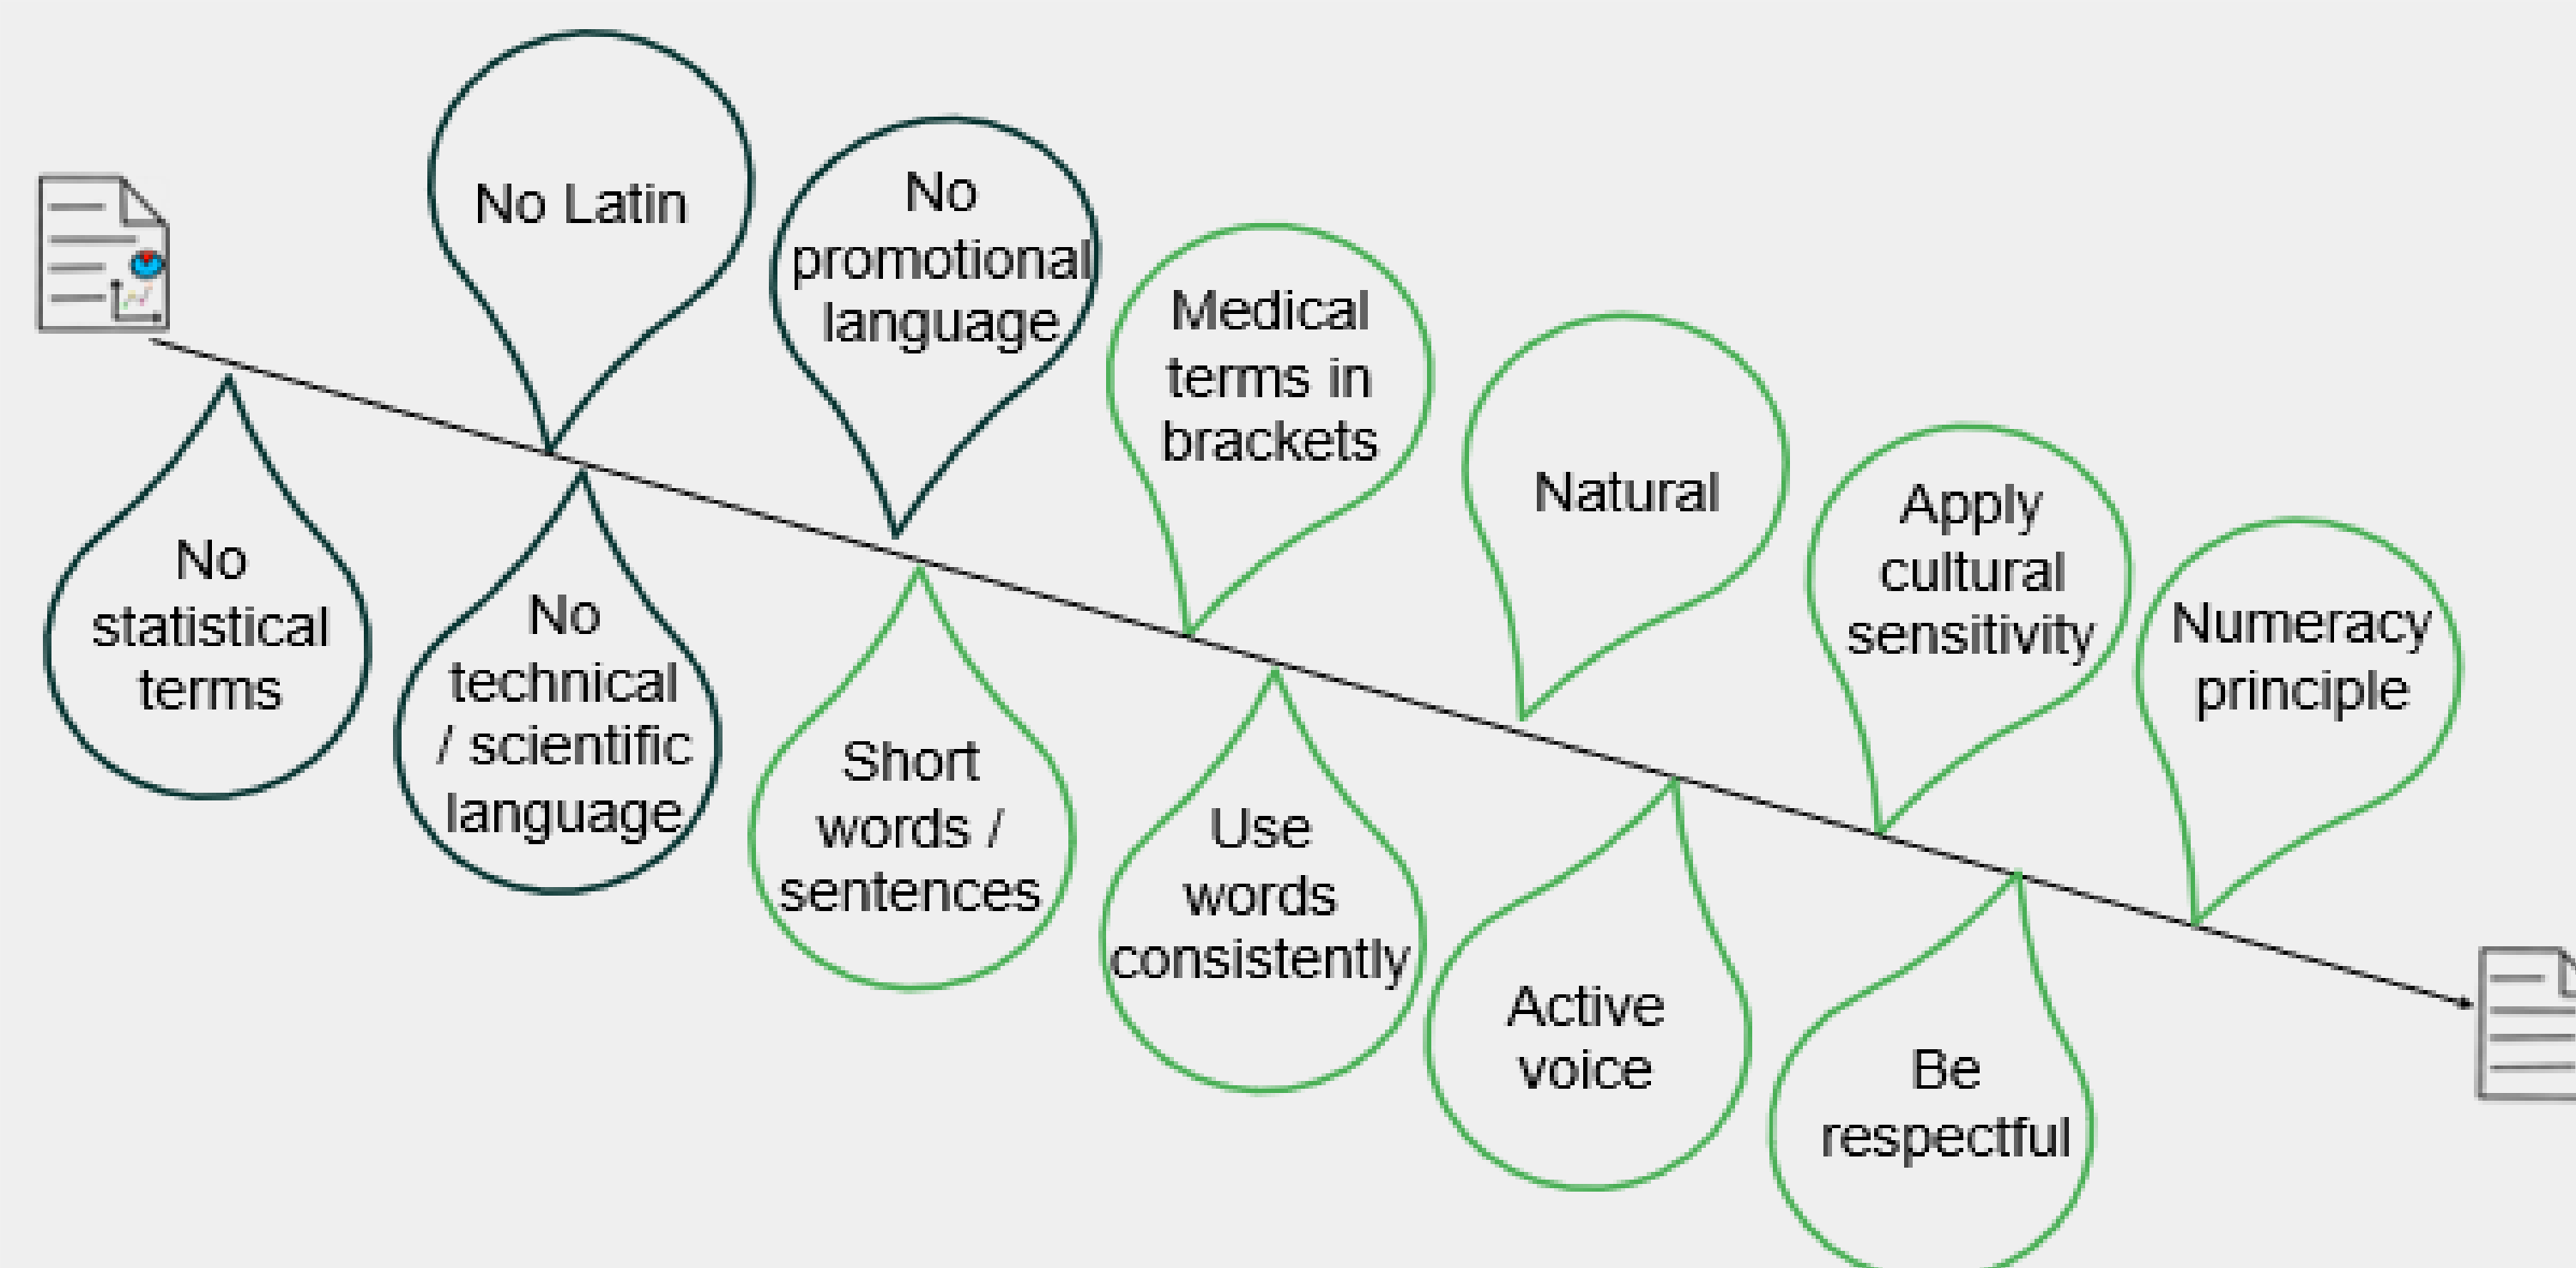 No Latin
No
promotional
language
Medical
terms in
brackets
Natural
Apply
cultural
sensitivity
Numeracy
principle
No
statistical
terms
No
technical
/ scientific
language
Short
words /
sentences
Use
words
consistently
Active
voice
Be
respectful